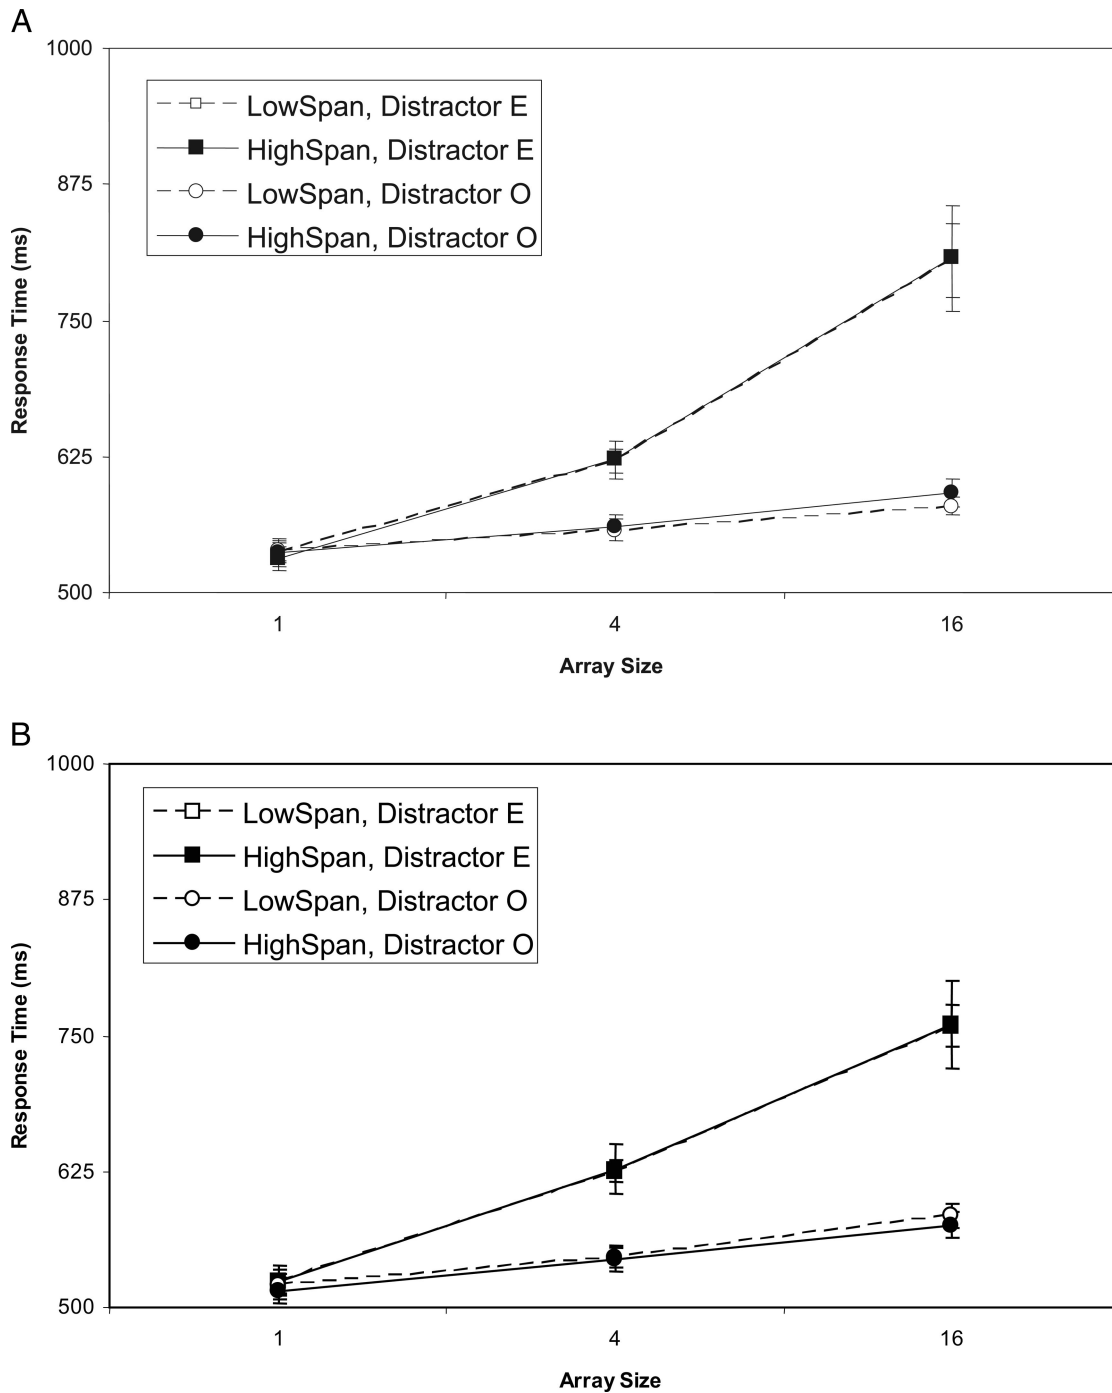 A
1000
LowSpan, Distractor E
HighSpan, Distractor E
875
LowSpan, Distractor O
HighSpan, Distractor O
Response Time (ms)
750
625
500
1 4 16
Array Size
B
1000
LowSpan, Distractor E
HighSpan, Distractor E
875
LowSpan, Distractor O
HighSpan, Distractor O
Response Time (ms)
750
625
500
1 4 16
Array Size